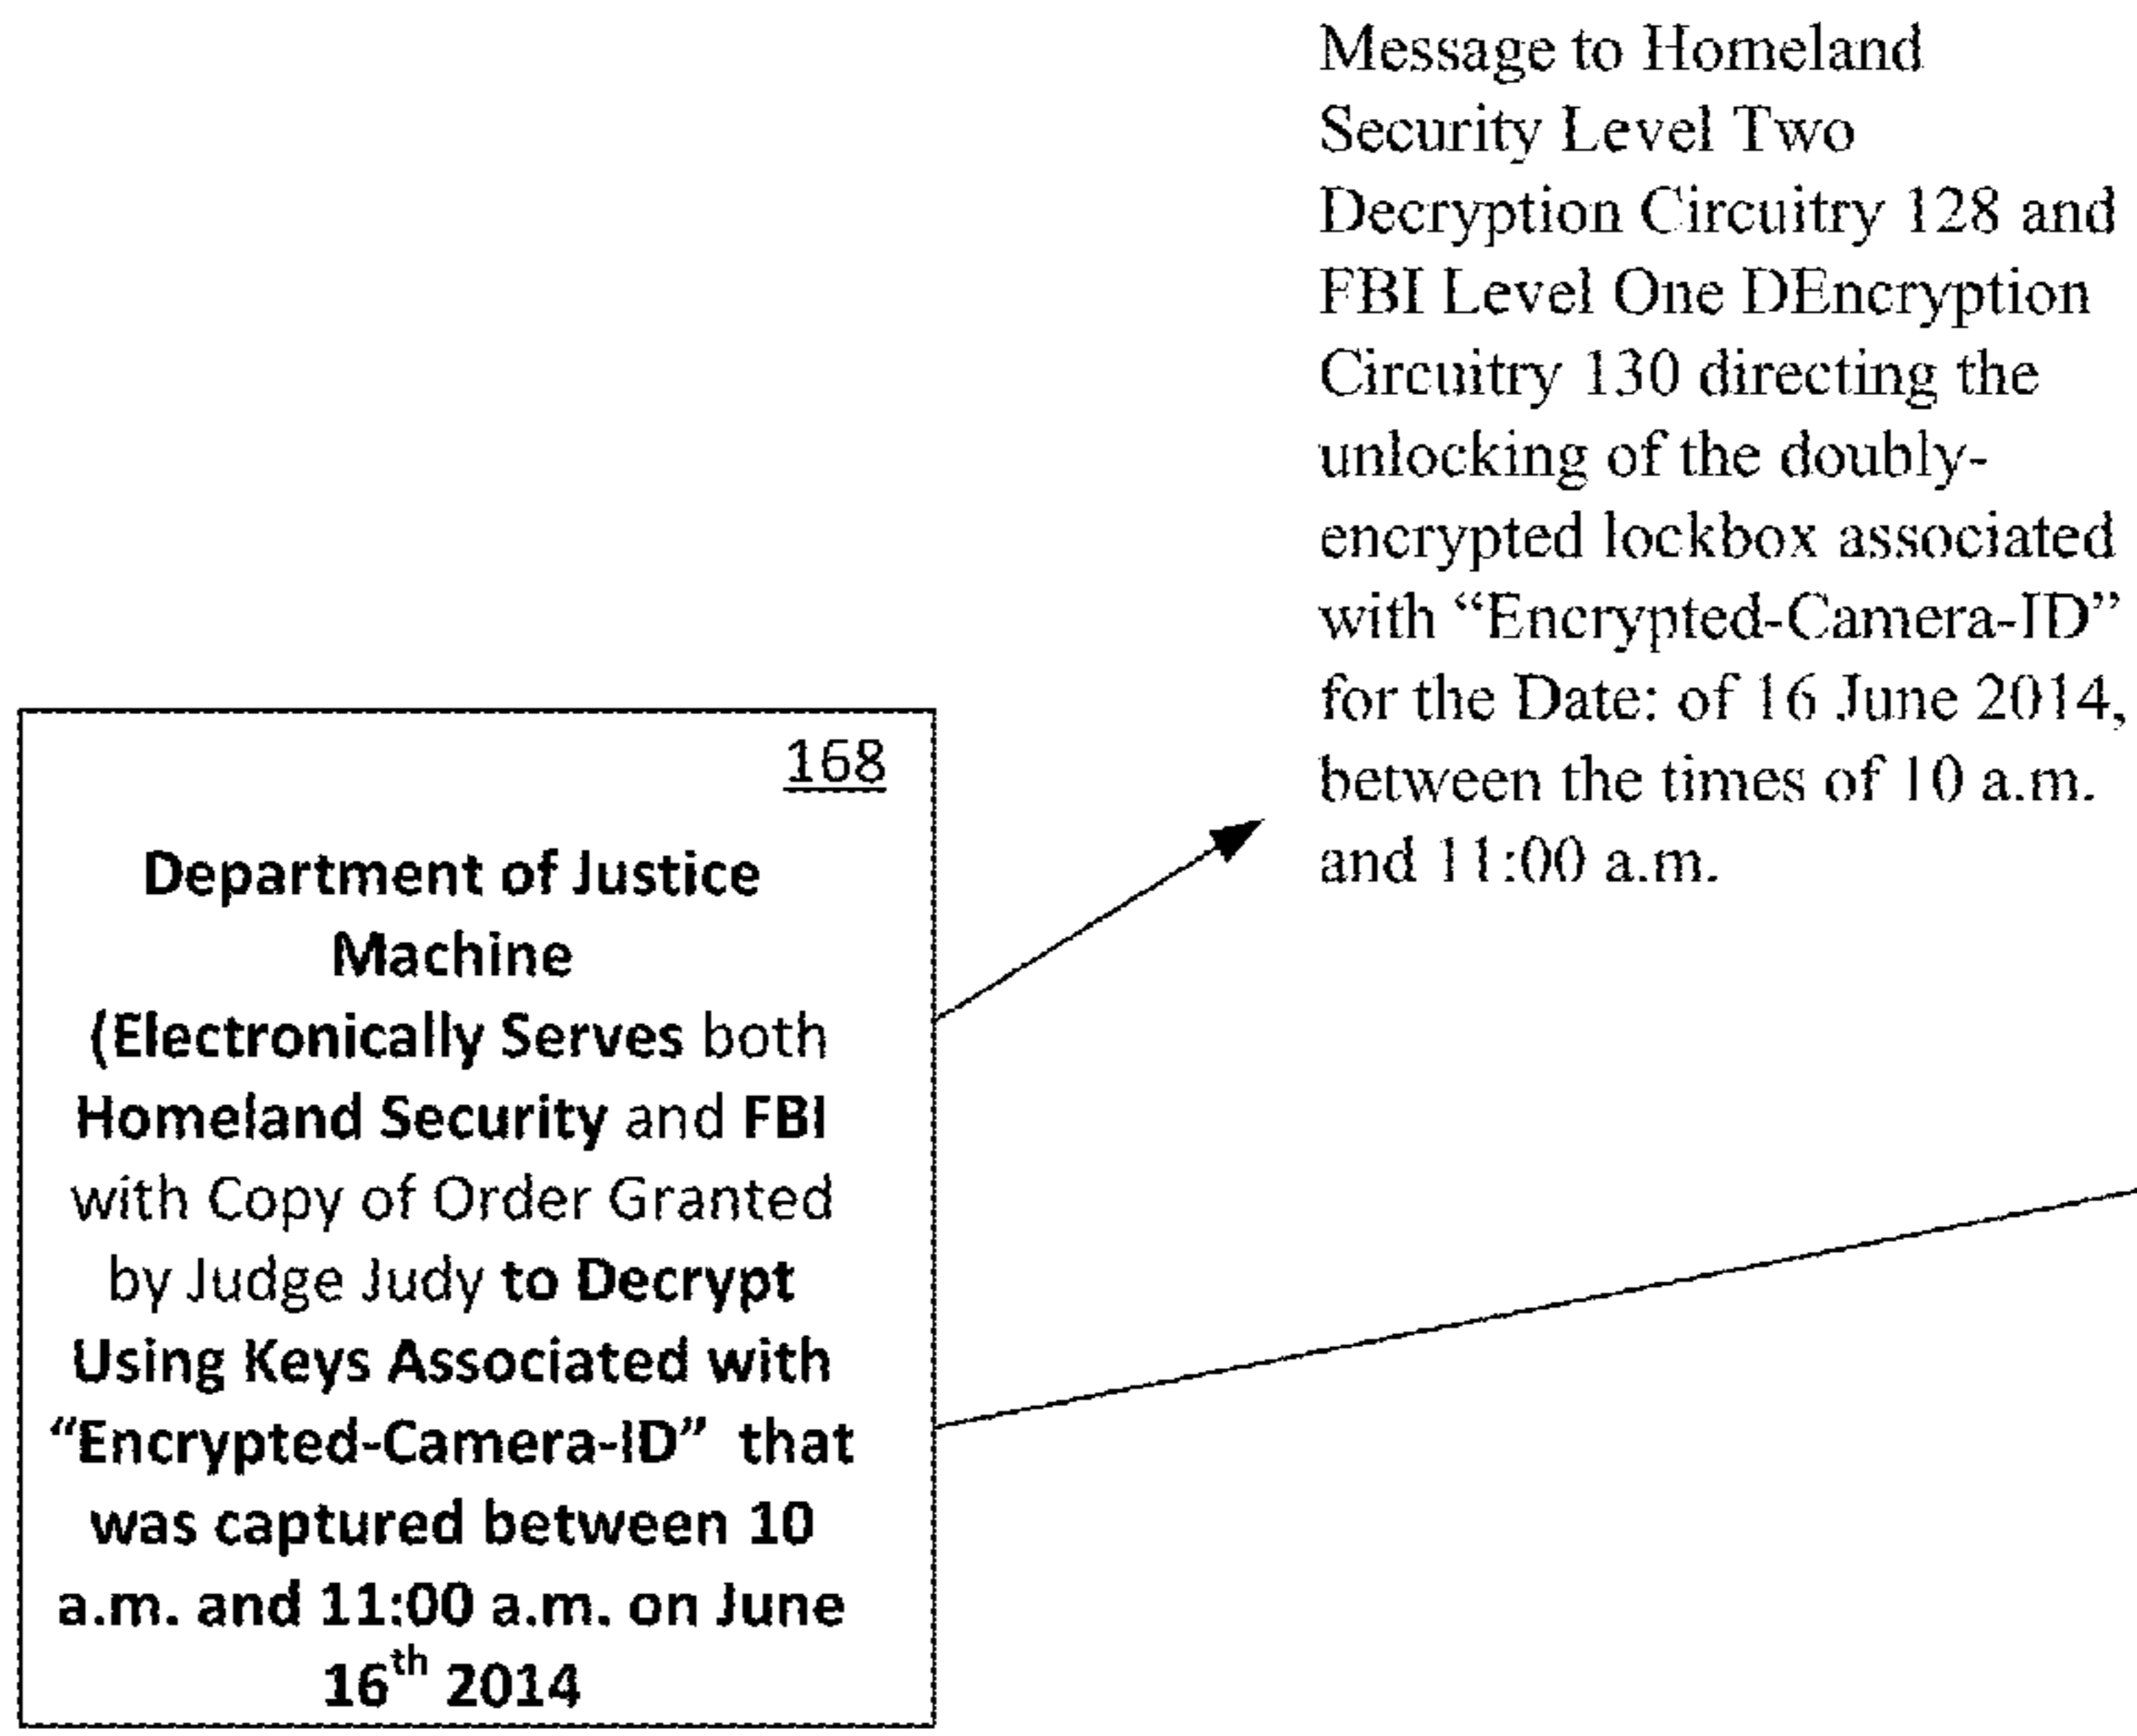 Message to Homeland
Security Level Two
Decryption Circuitry 128 and
FBI Level One DEncryption
Circuitry 130 directing the
unlocking of the doubly-
encrypted lockbox associated
with “Encrypted-Camera-ID”
for the Date: of 16 June 2014,
between the times of 10 a.m.
and 11:00 a.m.
168
Department of Justice
Machine
(Electronically Serves both
Homeland Security and FBI
with Copy of Order Granted
by Judge Judy to Decrypt
Using Keys Associated with
“Encrypted-Camera-ID” that
was captured between 10
a.m. and 11:00 a.m. on June
16th 2014